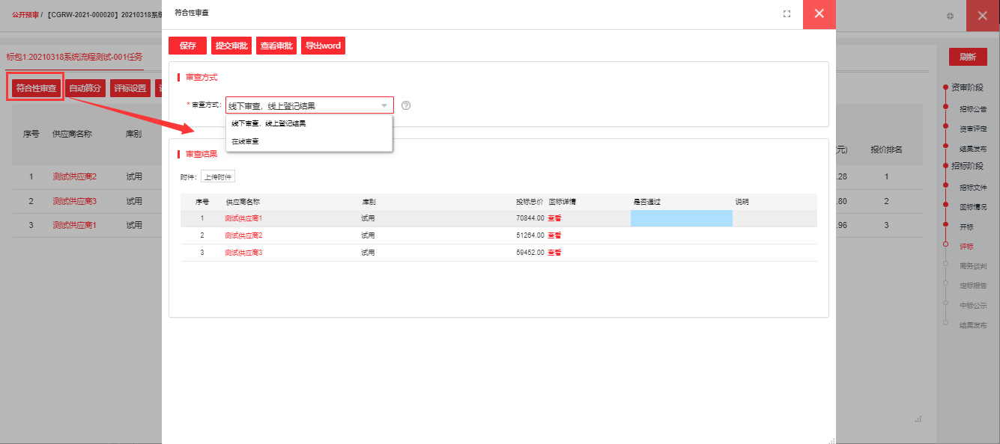 公开预审 / 【CGRW-2021-000020】20210318系统
标包1:20210318系统流程测试-001任务
符合性审查 自动算分 评标设置
序号 供应商名称 库别
1 测试供应商2 试用
2 测试供应商3 试用
3 测试供应商1 试用
符合性审查
保存 提交审批 查看审批 导出word
审查方式
* 审查方式: 线下审查，线上登记结果
线下审查，线上登记结果
在线审查
审查结果
附件: 上传附件
序号 供应商名称 库别 投标总价 回标详情 是否通过 说明
1 测试供应商1 试用 70844.00 查看
2 测试供应商2 试用 51264.00 查看
3 测试供应商3 试用 59452.00 查看
元) 报价排名
.28 1
.80 2
.96 3
刷新
资审阶段
招标公告
资审评定
结果发布
招标阶段
招标文件
回标情况
开标
评标
商务谈判
定标报告
中标公示
结果发布